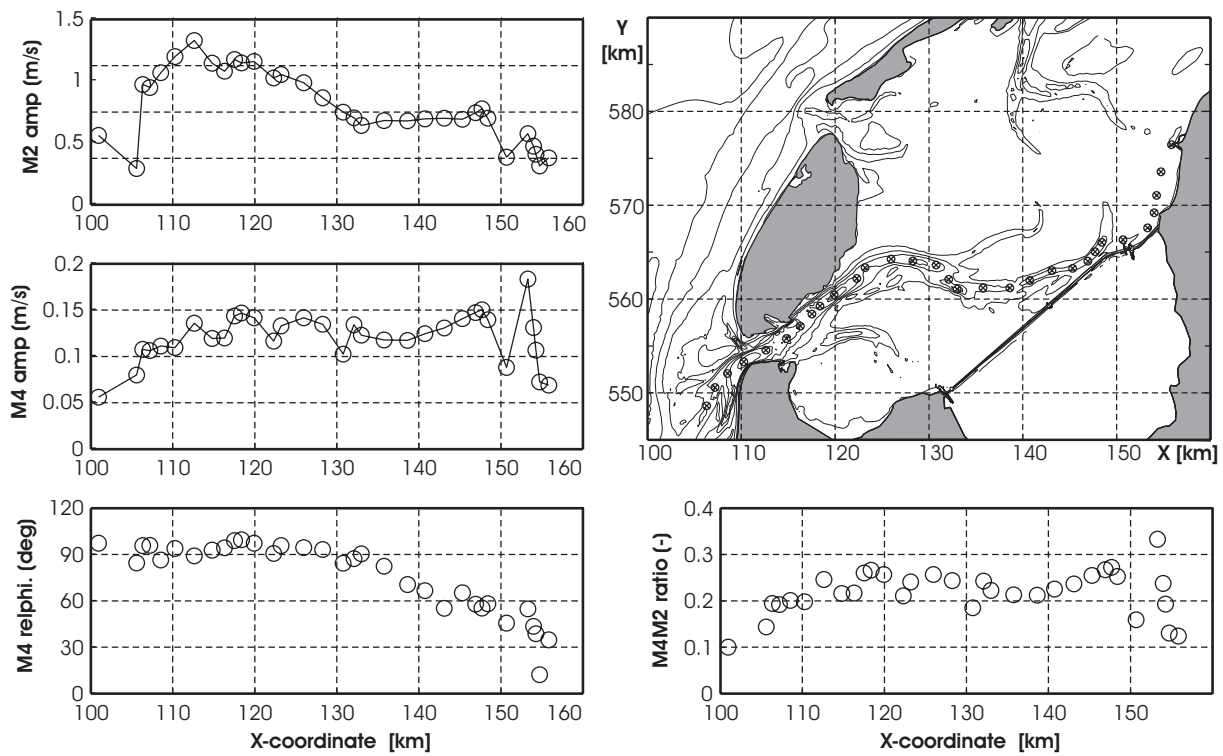 M2 amp (m/s)
1.5
1
0.5
0
100 110 120 130 140 150 160
M4 amp (m/s)
0.2
0.15
0.1
0.05
0
100 110 120 130 140 150 160
M4 relphi. (deg)
120
90
60
30
0
100 110 120 130 140 150 160
X-coordinate [km]
Y
[km]
580
570
560
550
100 110 120 130 140 150 X [km]
M4M2 ratio (-)
0.4
0.3
0.2
0.1
0
100 110 120 130 140 150
X-coordinate [km]